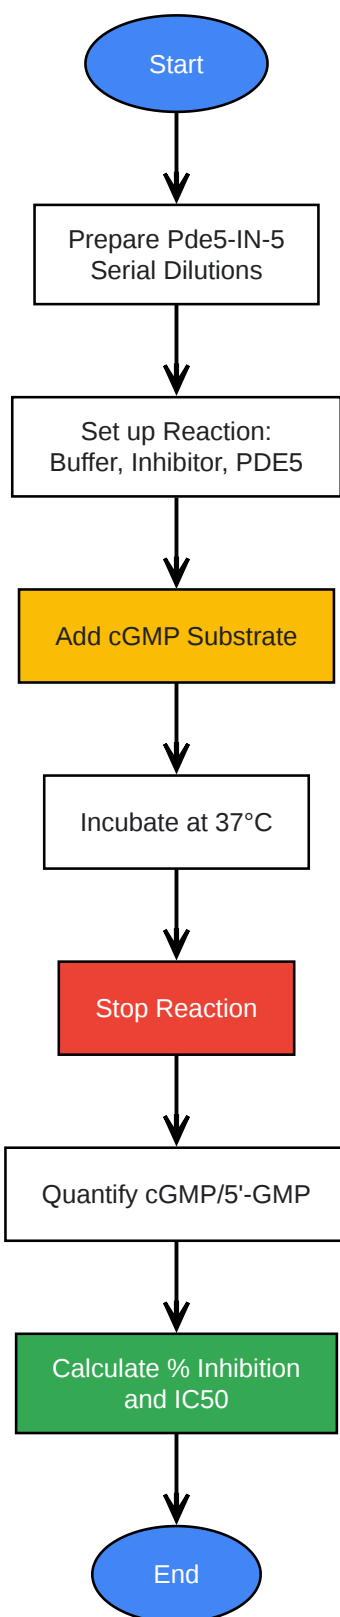 Start
Prepare Pde5-IN-5
Serial Dilutions
Set up Reaction:
Buffer, Inhibitor, PDE5
Add cGMP Substrate
Incubate at 37°C
Stop Reaction
Quantify cGMP/5'-GMP
Calculate % Inhibition
and IC50
End